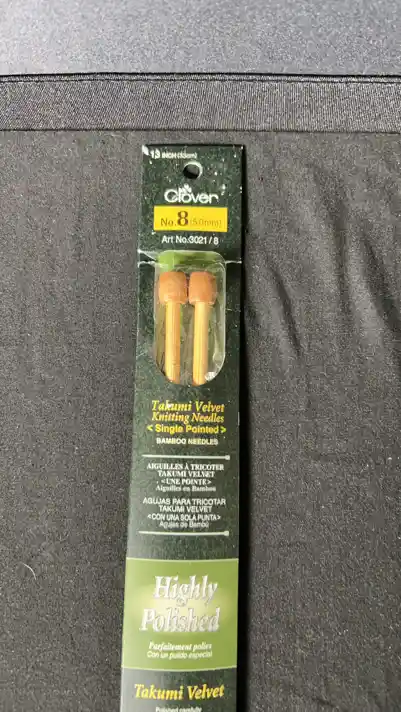 13 INCH (33cm)
Clover
No. 8 (5.0mm)
Art No.3021/8
Takumi Velvet
Knitting Needles
< Single Pointed >
BAMBOO NEEDLES
AIGUILLES À TRICOTER
TAKUMI VELVET
<UNE POINTE>
Aiguilles en Bambou
AGUJAS PARA TRICOTAR
TAKUMI VELVET
<CON UNA SOLA PUNTA>
Agujas de Bambú
Highly
Polished
Parfaitement polies
Con un pulido especial
Takumi Velvet
Polished carefully